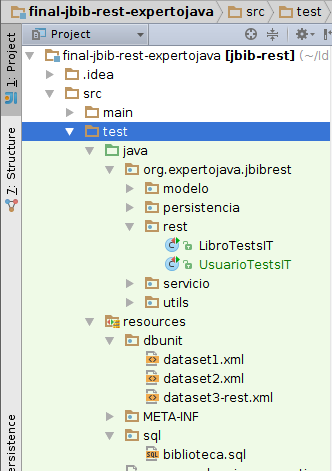 final-jbib-rest-expertojava src test
Project
final-jbib-rest-expertojava [jbib-rest] (~/Id
.idea
src
main
test
java
org.expertojava.jbibrest
modelo
persistencia
rest
LibroTestsIT
UsuarioTestsIT
servicio
utils
resources
dbunit
dataset1.xml
dataset2.xml
dataset3-rest.xml
META-INF
sql
biblioteca.sql
1: Project
7: Structure
ersistence